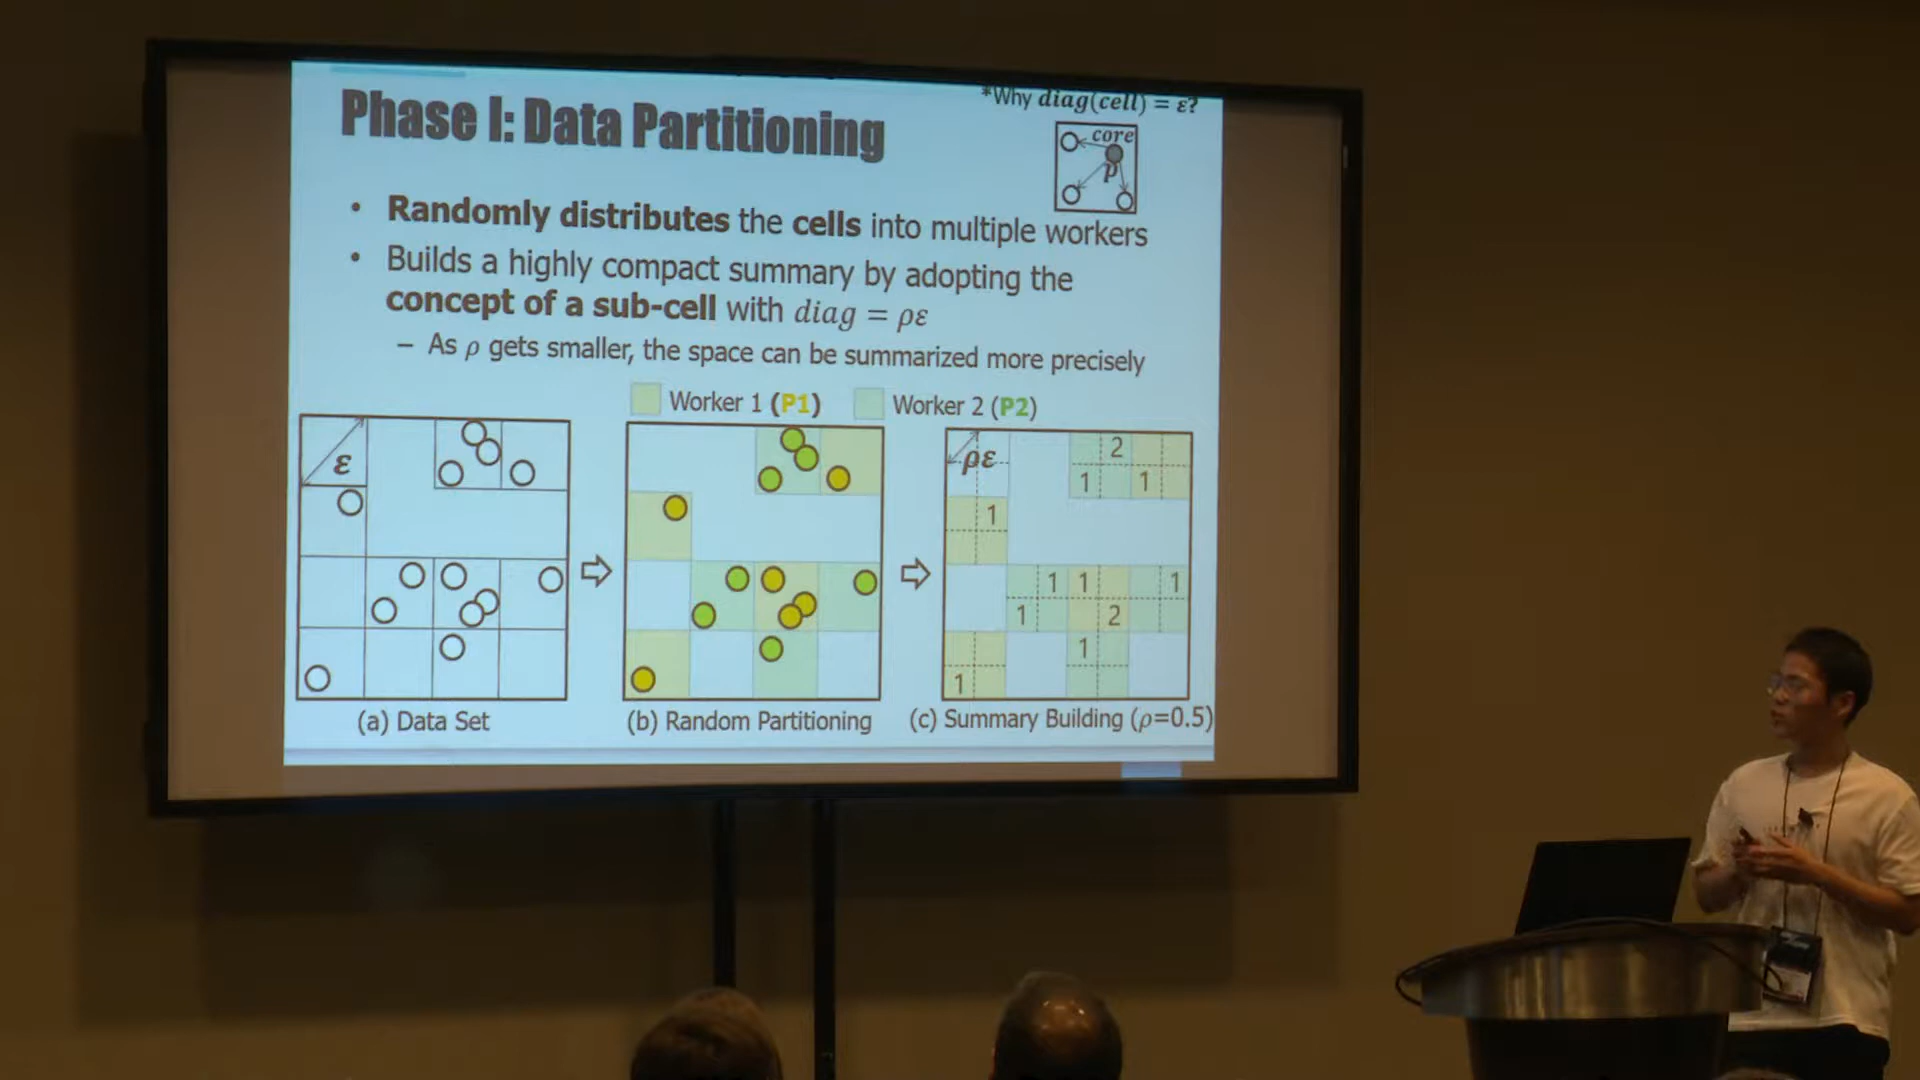 *Why diag(cell) = ε?
Phase I: Data Partitioning
core
p
• Randomly distributes the cells into multiple workers
• Builds a highly compact summary by adopting the
concept of a sub-cell with diag = ρε
– As ρ gets smaller, the space can be summarized more precisely
Worker 1 (P1) Worker 2 (P2)
ε
ρε
2
1 1
1
1 1 1
1 2
1
1
(a) Data Set
(b) Random Partitioning
(c) Summary Building (ρ=0.5)